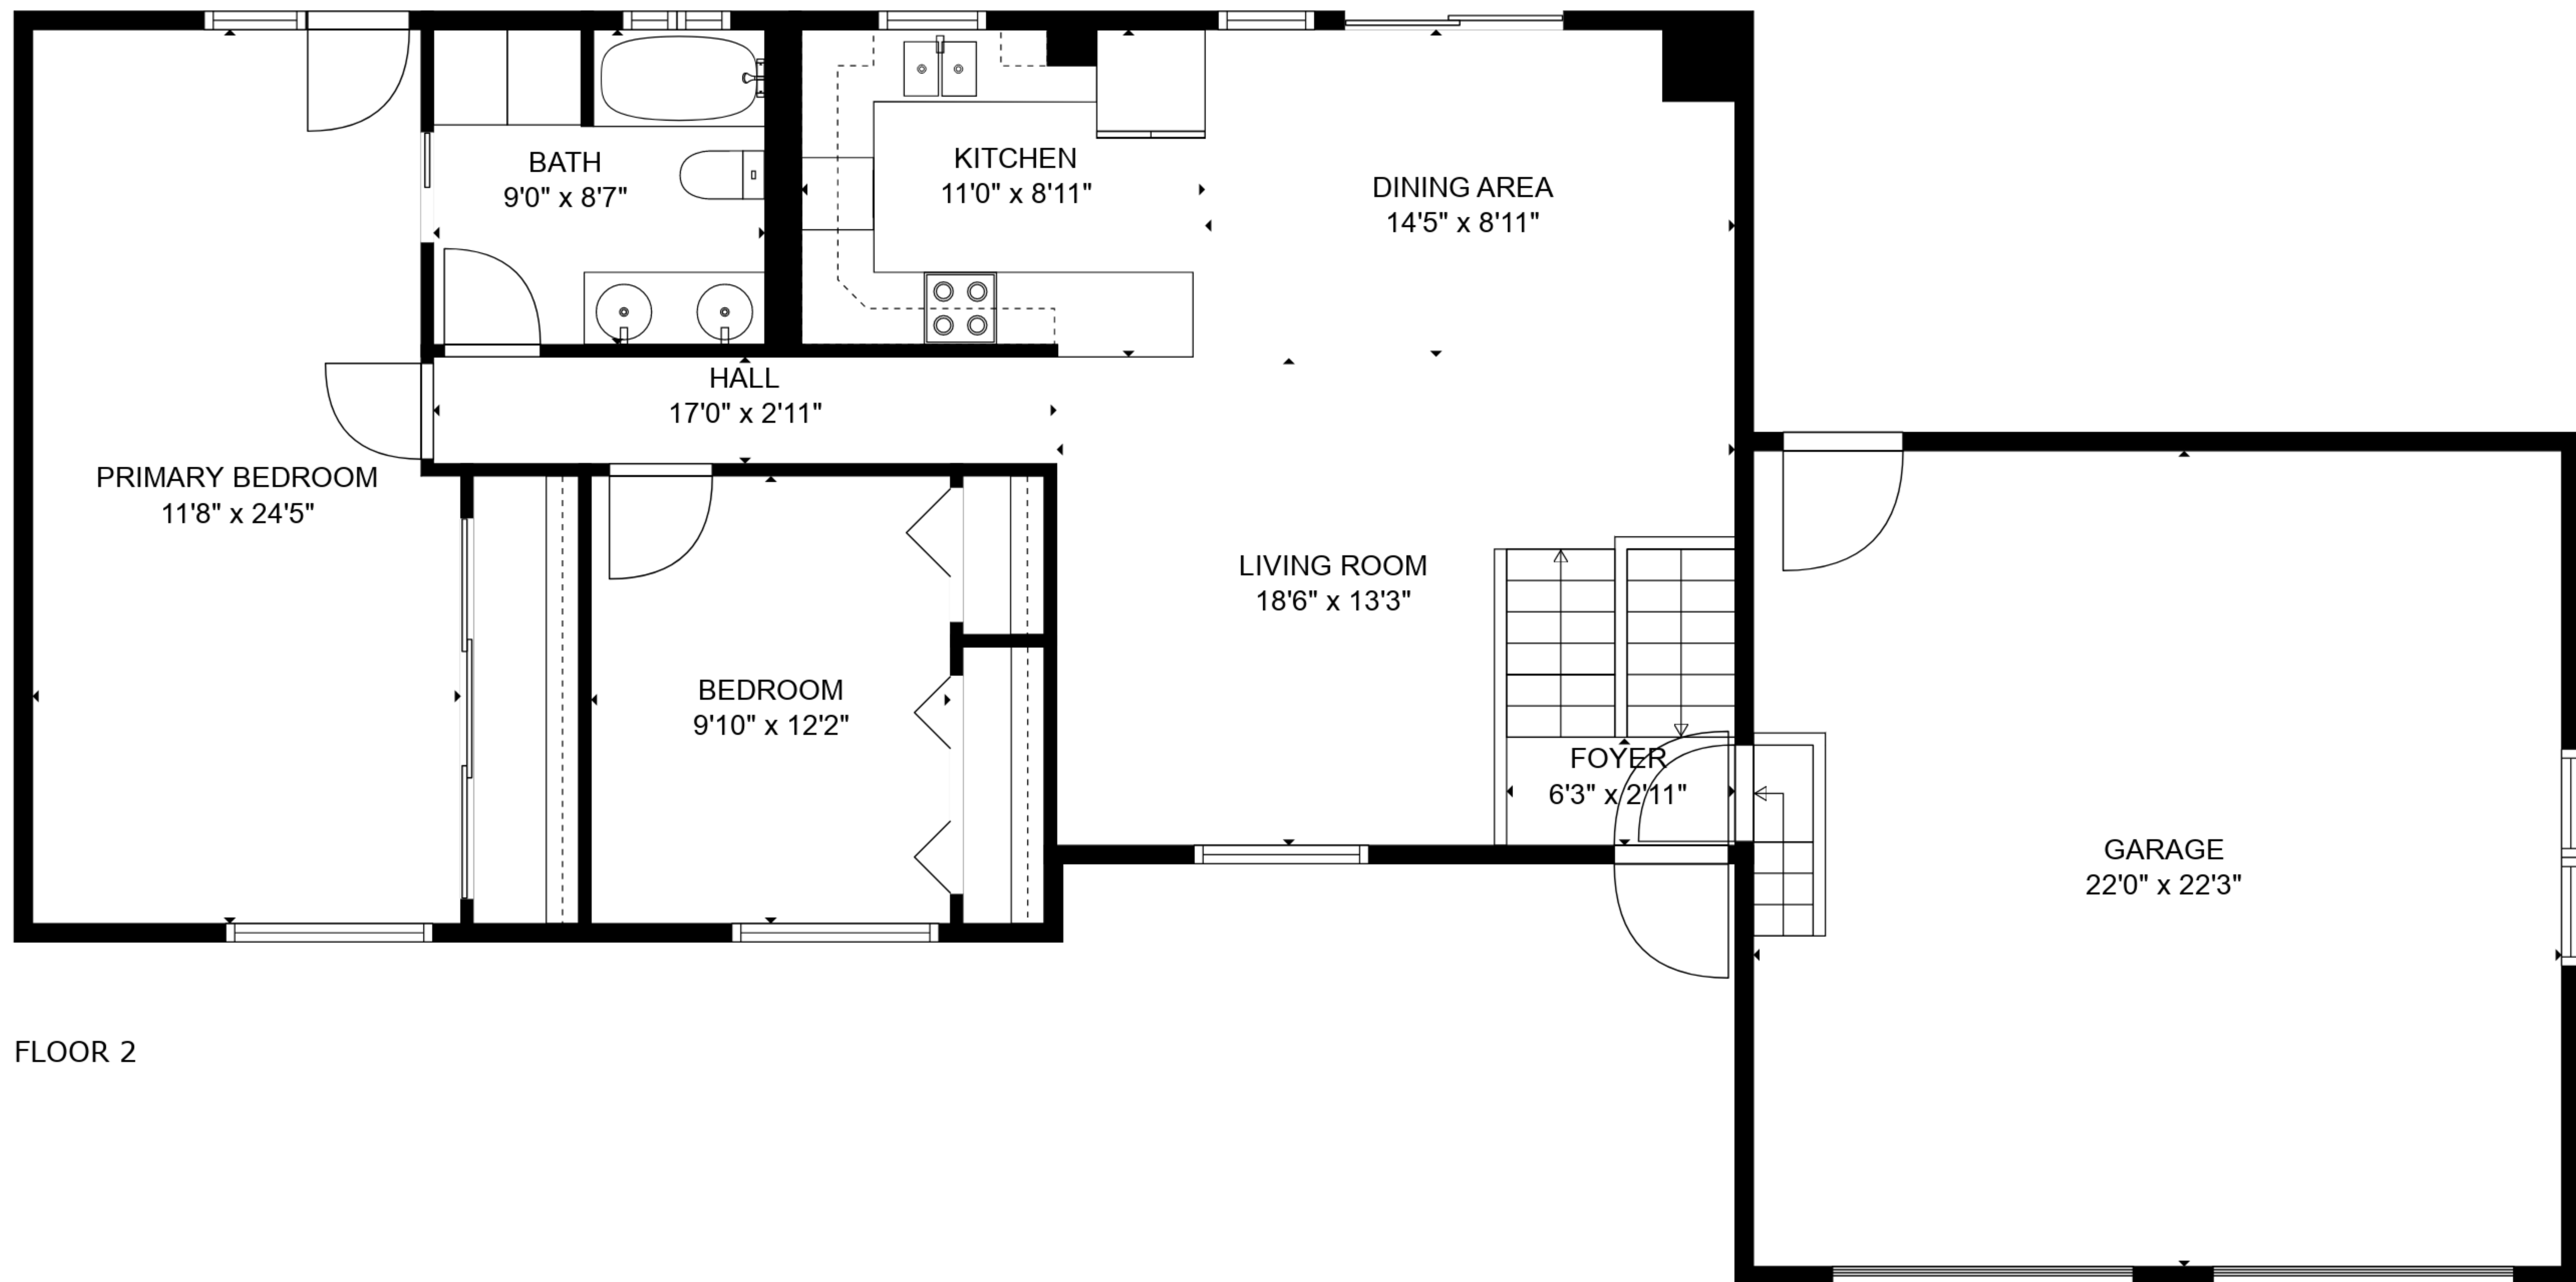 BATH
9'0" x 8'7"
KITCHEN
11'0" x 8'11"
DINING AREA
14'5" x 8'11"
HALL
17'0" x 2'11"
PRIMARY BEDROOM
11'8" x 24'5"
LIVING ROOM
18'6" x 13'3"
BEDROOM
9'10" x 12'2"
FOYER
6'3" x 2'11"
GARAGE
22'0" x 22'3"
FLOOR 2